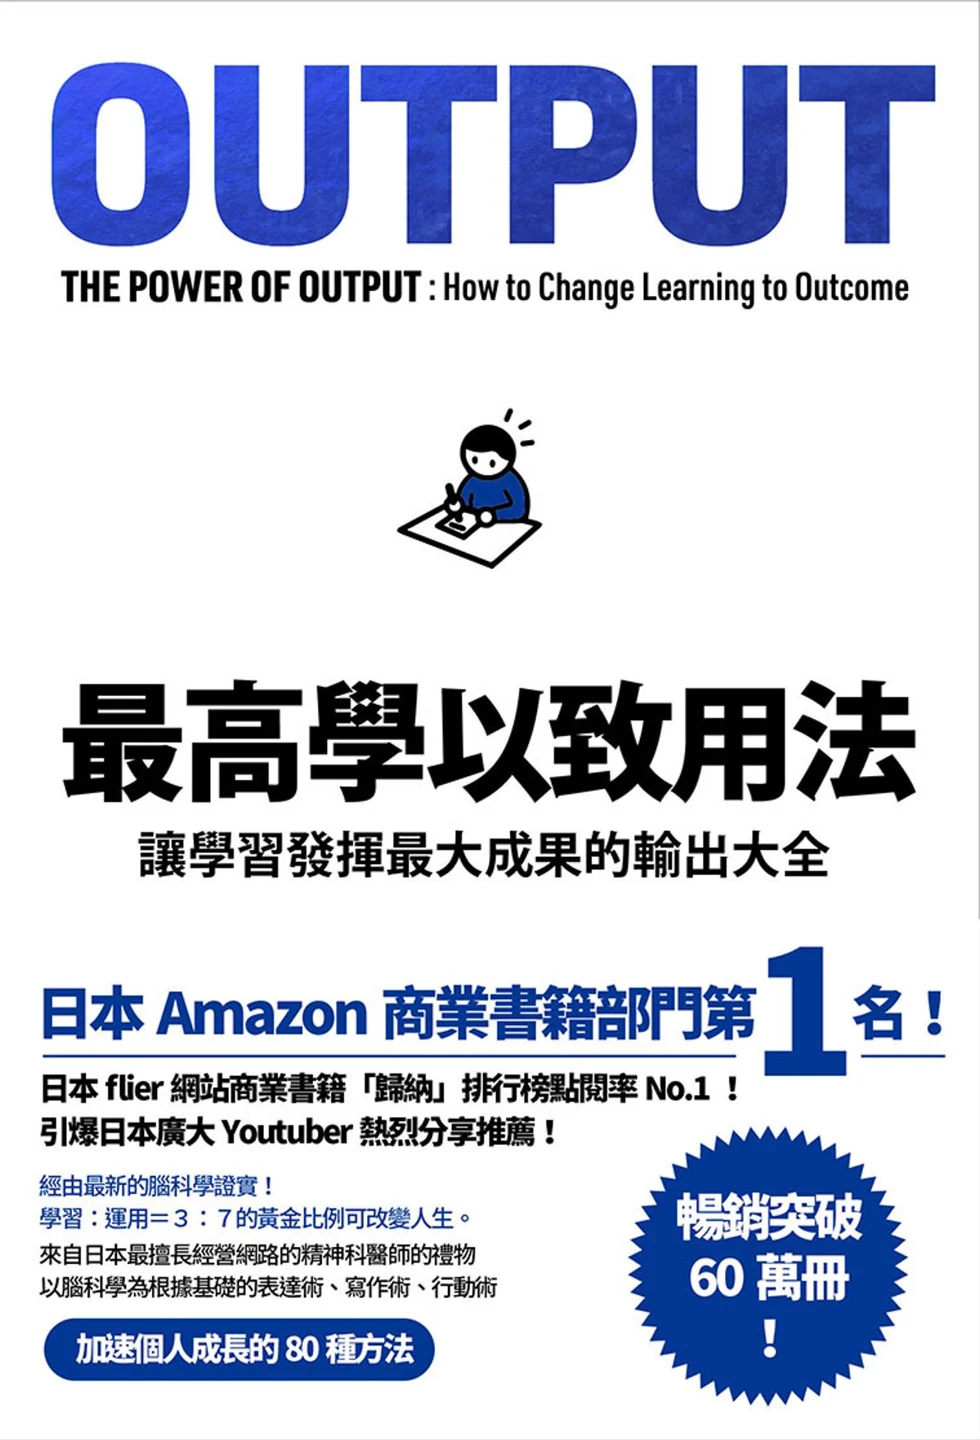 OUTPUT
THE POWER OF OUTPUT : How to Change Learning to Outcome
最高學以致用法
讓學習發揮最大成果的輸出大全
日本 Amazon 商業書籍部門第1名！
日本 flier 網站商業書籍「歸納」排行榜點閱率 No.1 ！
引爆日本廣大 Youtuber 熱烈分享推薦！
經由最新的腦科學證實！
學習：運用＝３：７的黃金比例可改變人生。
來自日本最擅長經營網路的精神科醫師的禮物
以腦科學為根據基礎的表達術、寫作術、行動術
加速個人成長的 80 種方法
暢銷突破
60 萬冊
！